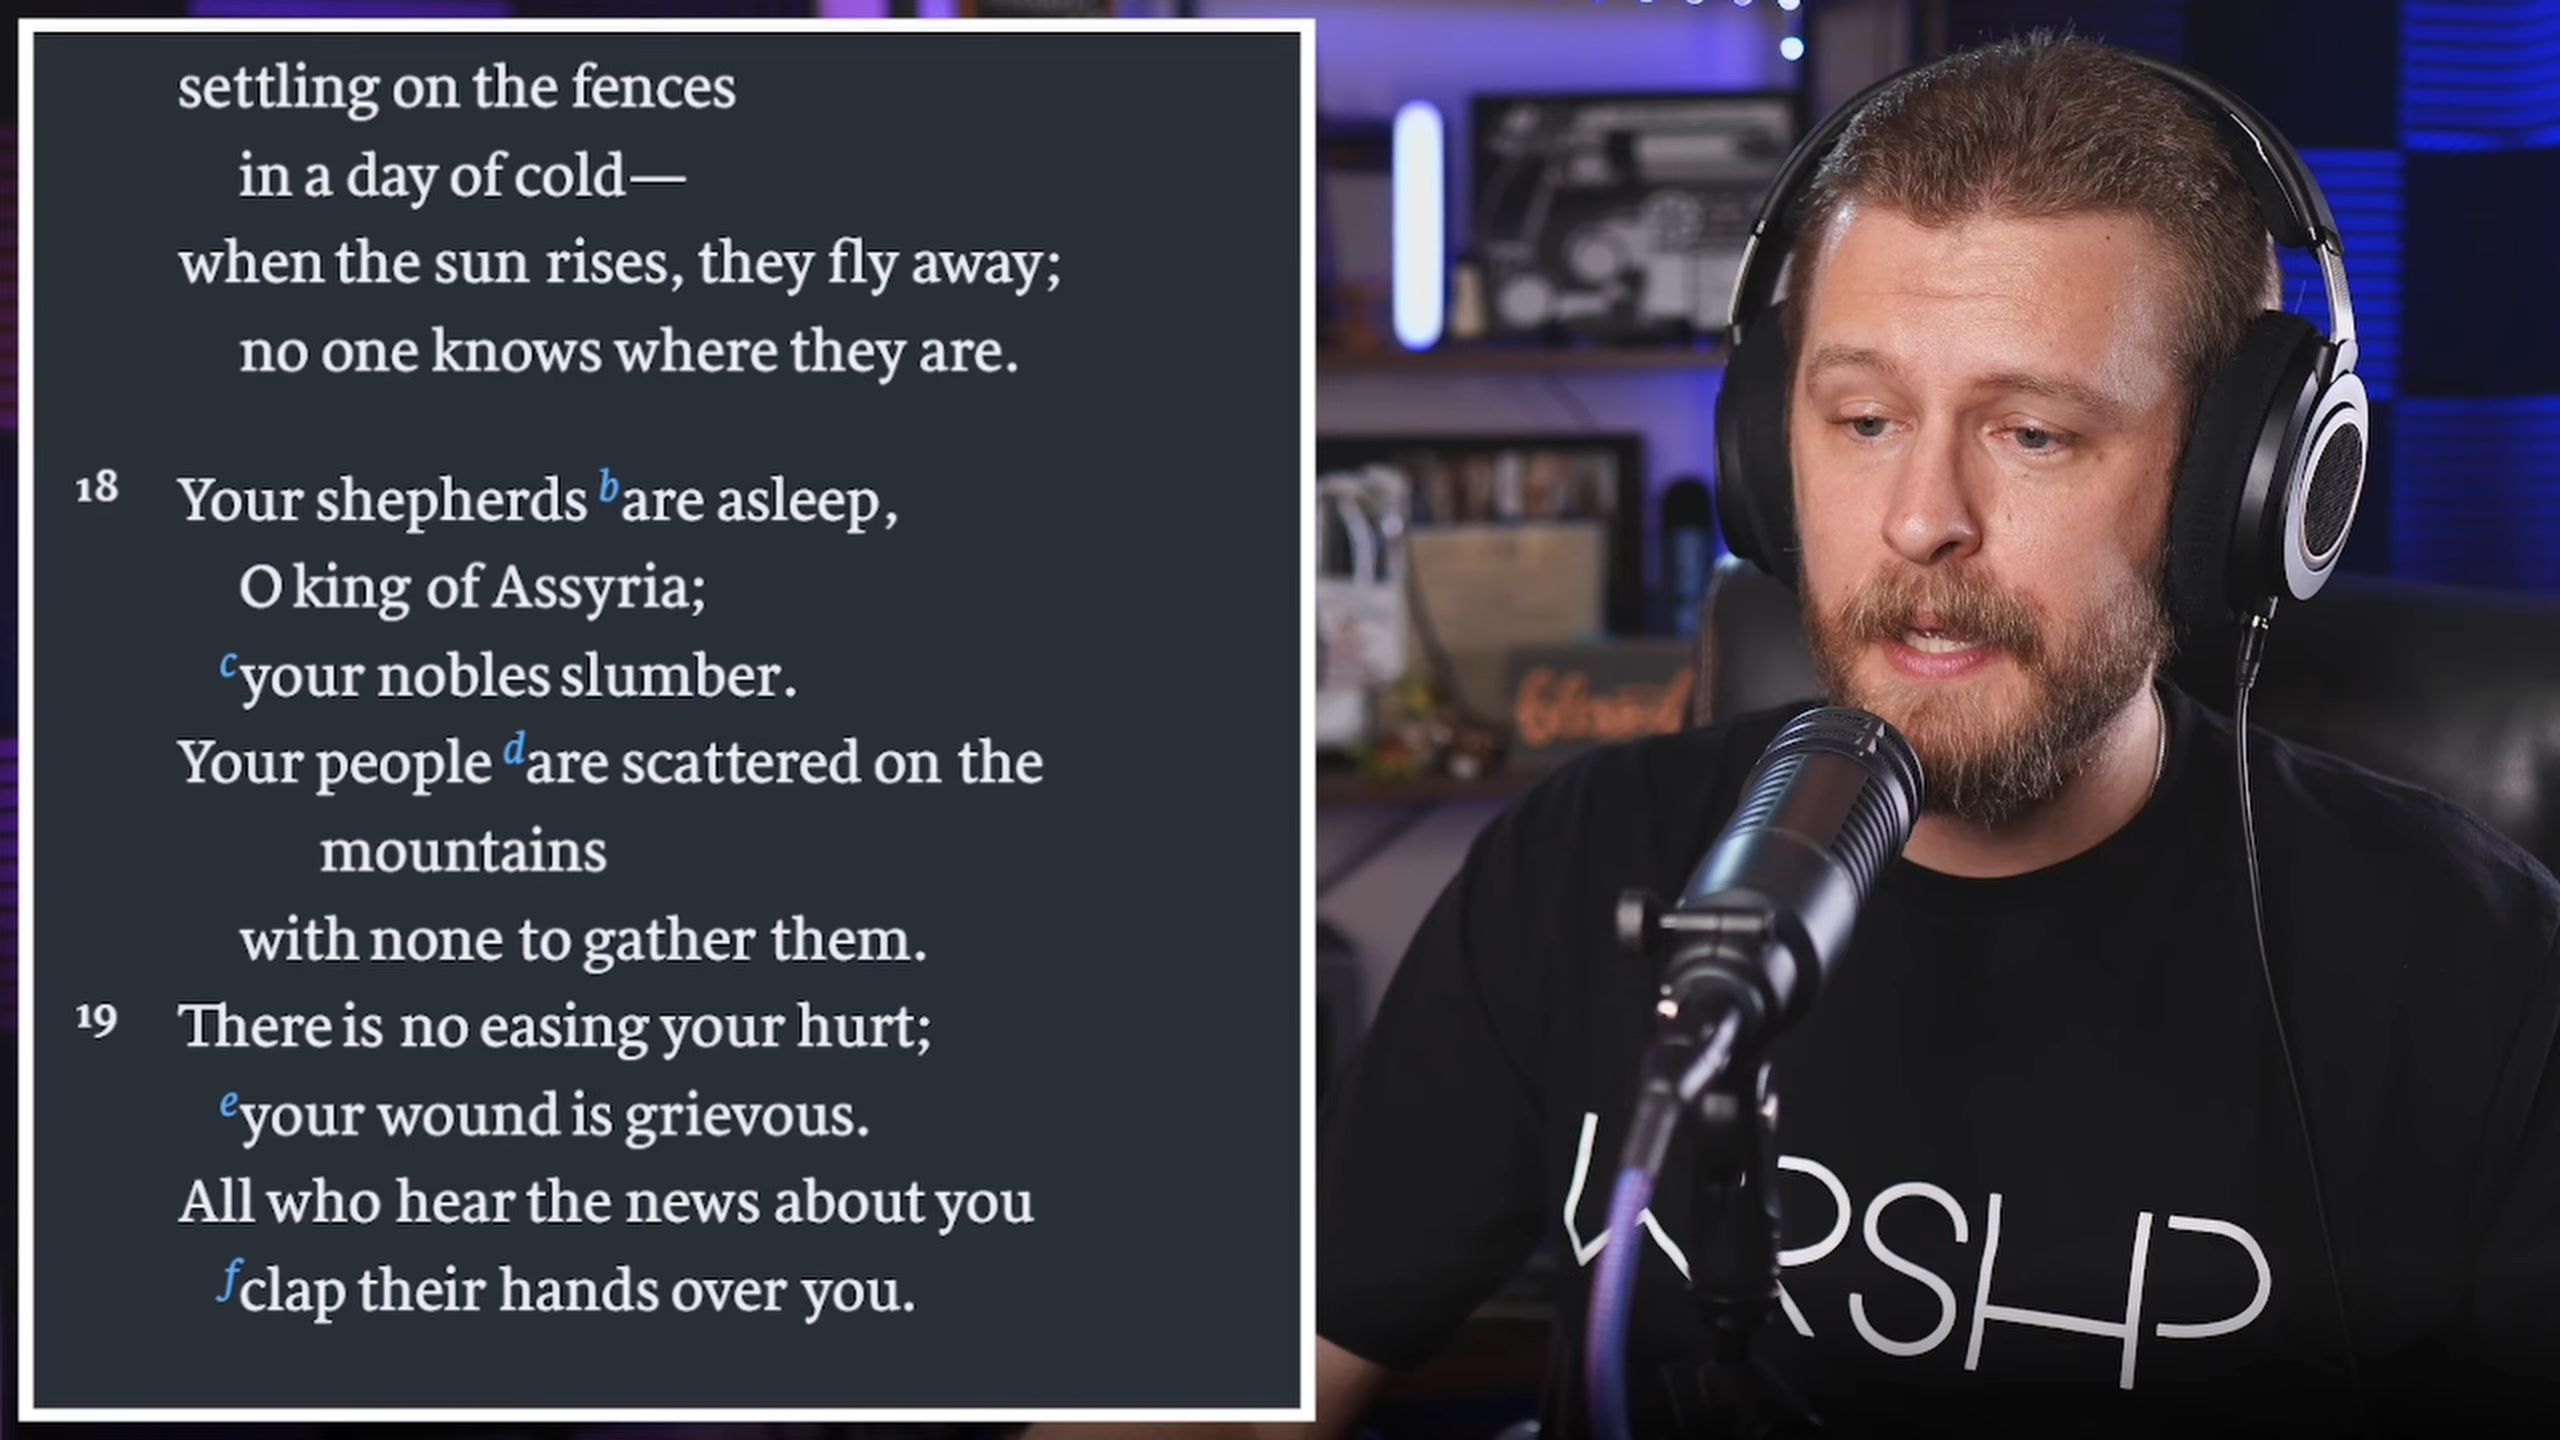 settling on the fences
in a day of cold—
when the sun rises, they fly away;
no one knows where they are.
18 Your shepherds b are asleep,
O king of Assyria;
c your nobles slumber.
Your people d are scattered on the
mountains
with none to gather them.
19 There is no easing your hurt;
e your wound is grievous.
All who hear the news about you
f clap their hands over you.
WRSHP